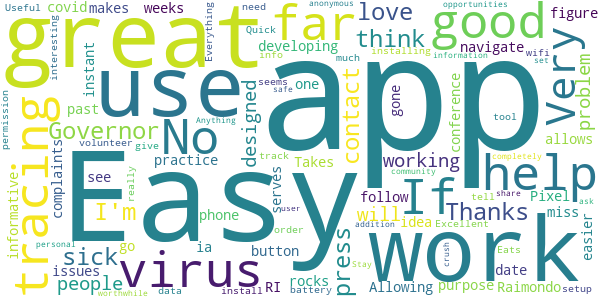 Useful covid makes weeks
great far love good
interesting instant Everything need Quick anonymous opportunities
think figure
developing navigate installing
info wifi set
permission past use app Very problem
seems one much information
designed safe gone conference
tracing Governor No Anything contact tool allows
complaints volunteer give practice track Takes working completely
informative see really Easy serves community help easier
I'm phone user follow If tell share Pixel ask
will idea Thanks miss
sick go ia order press addition Excellent
issues button work
people virus rocks Stay crush Eats date
personal data install RI battery Allowing purpose Raimondo setup
worthwhile